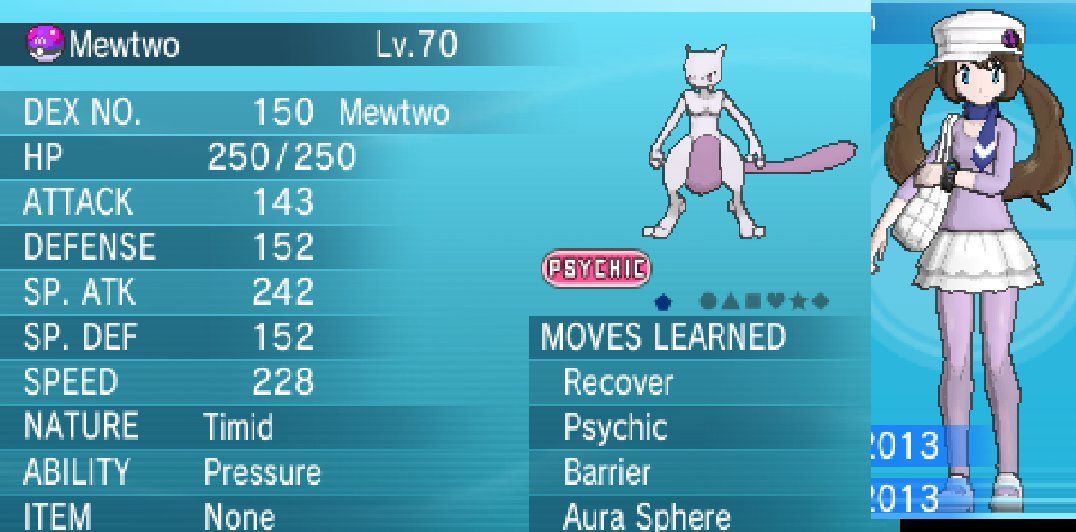 Mewtwo Lv.70
DEX NO. 150 Mewtwo
HP 250/250
ATTACK 143
DEFENSE 152
SP. ATK 242
SP. DEF 152
SPEED 228
NATURE Timid
ABILITY Pressure
ITEM None
PSYCHIC
MOVES LEARNED
Recover
Psychic
Barrier
Aura Sphere
2013
2013